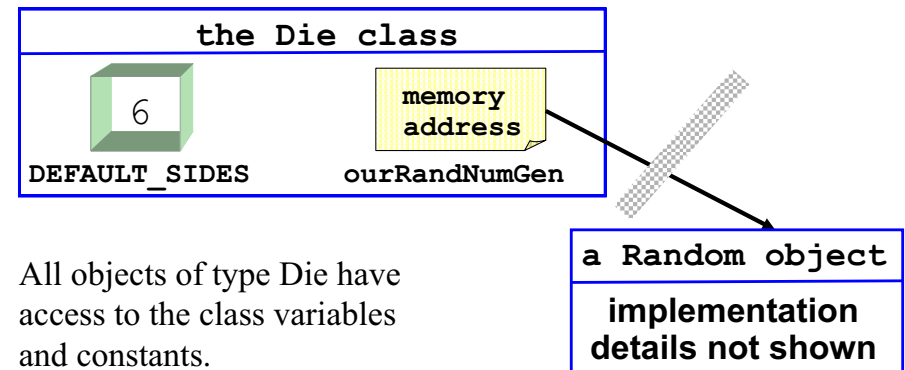 the Die class
6
memory
address
DEFAULT_SIDES
ourRandNumGen
All objects of type Die have
access to the class variables
and constants.
a Random object
implementation
details not shown